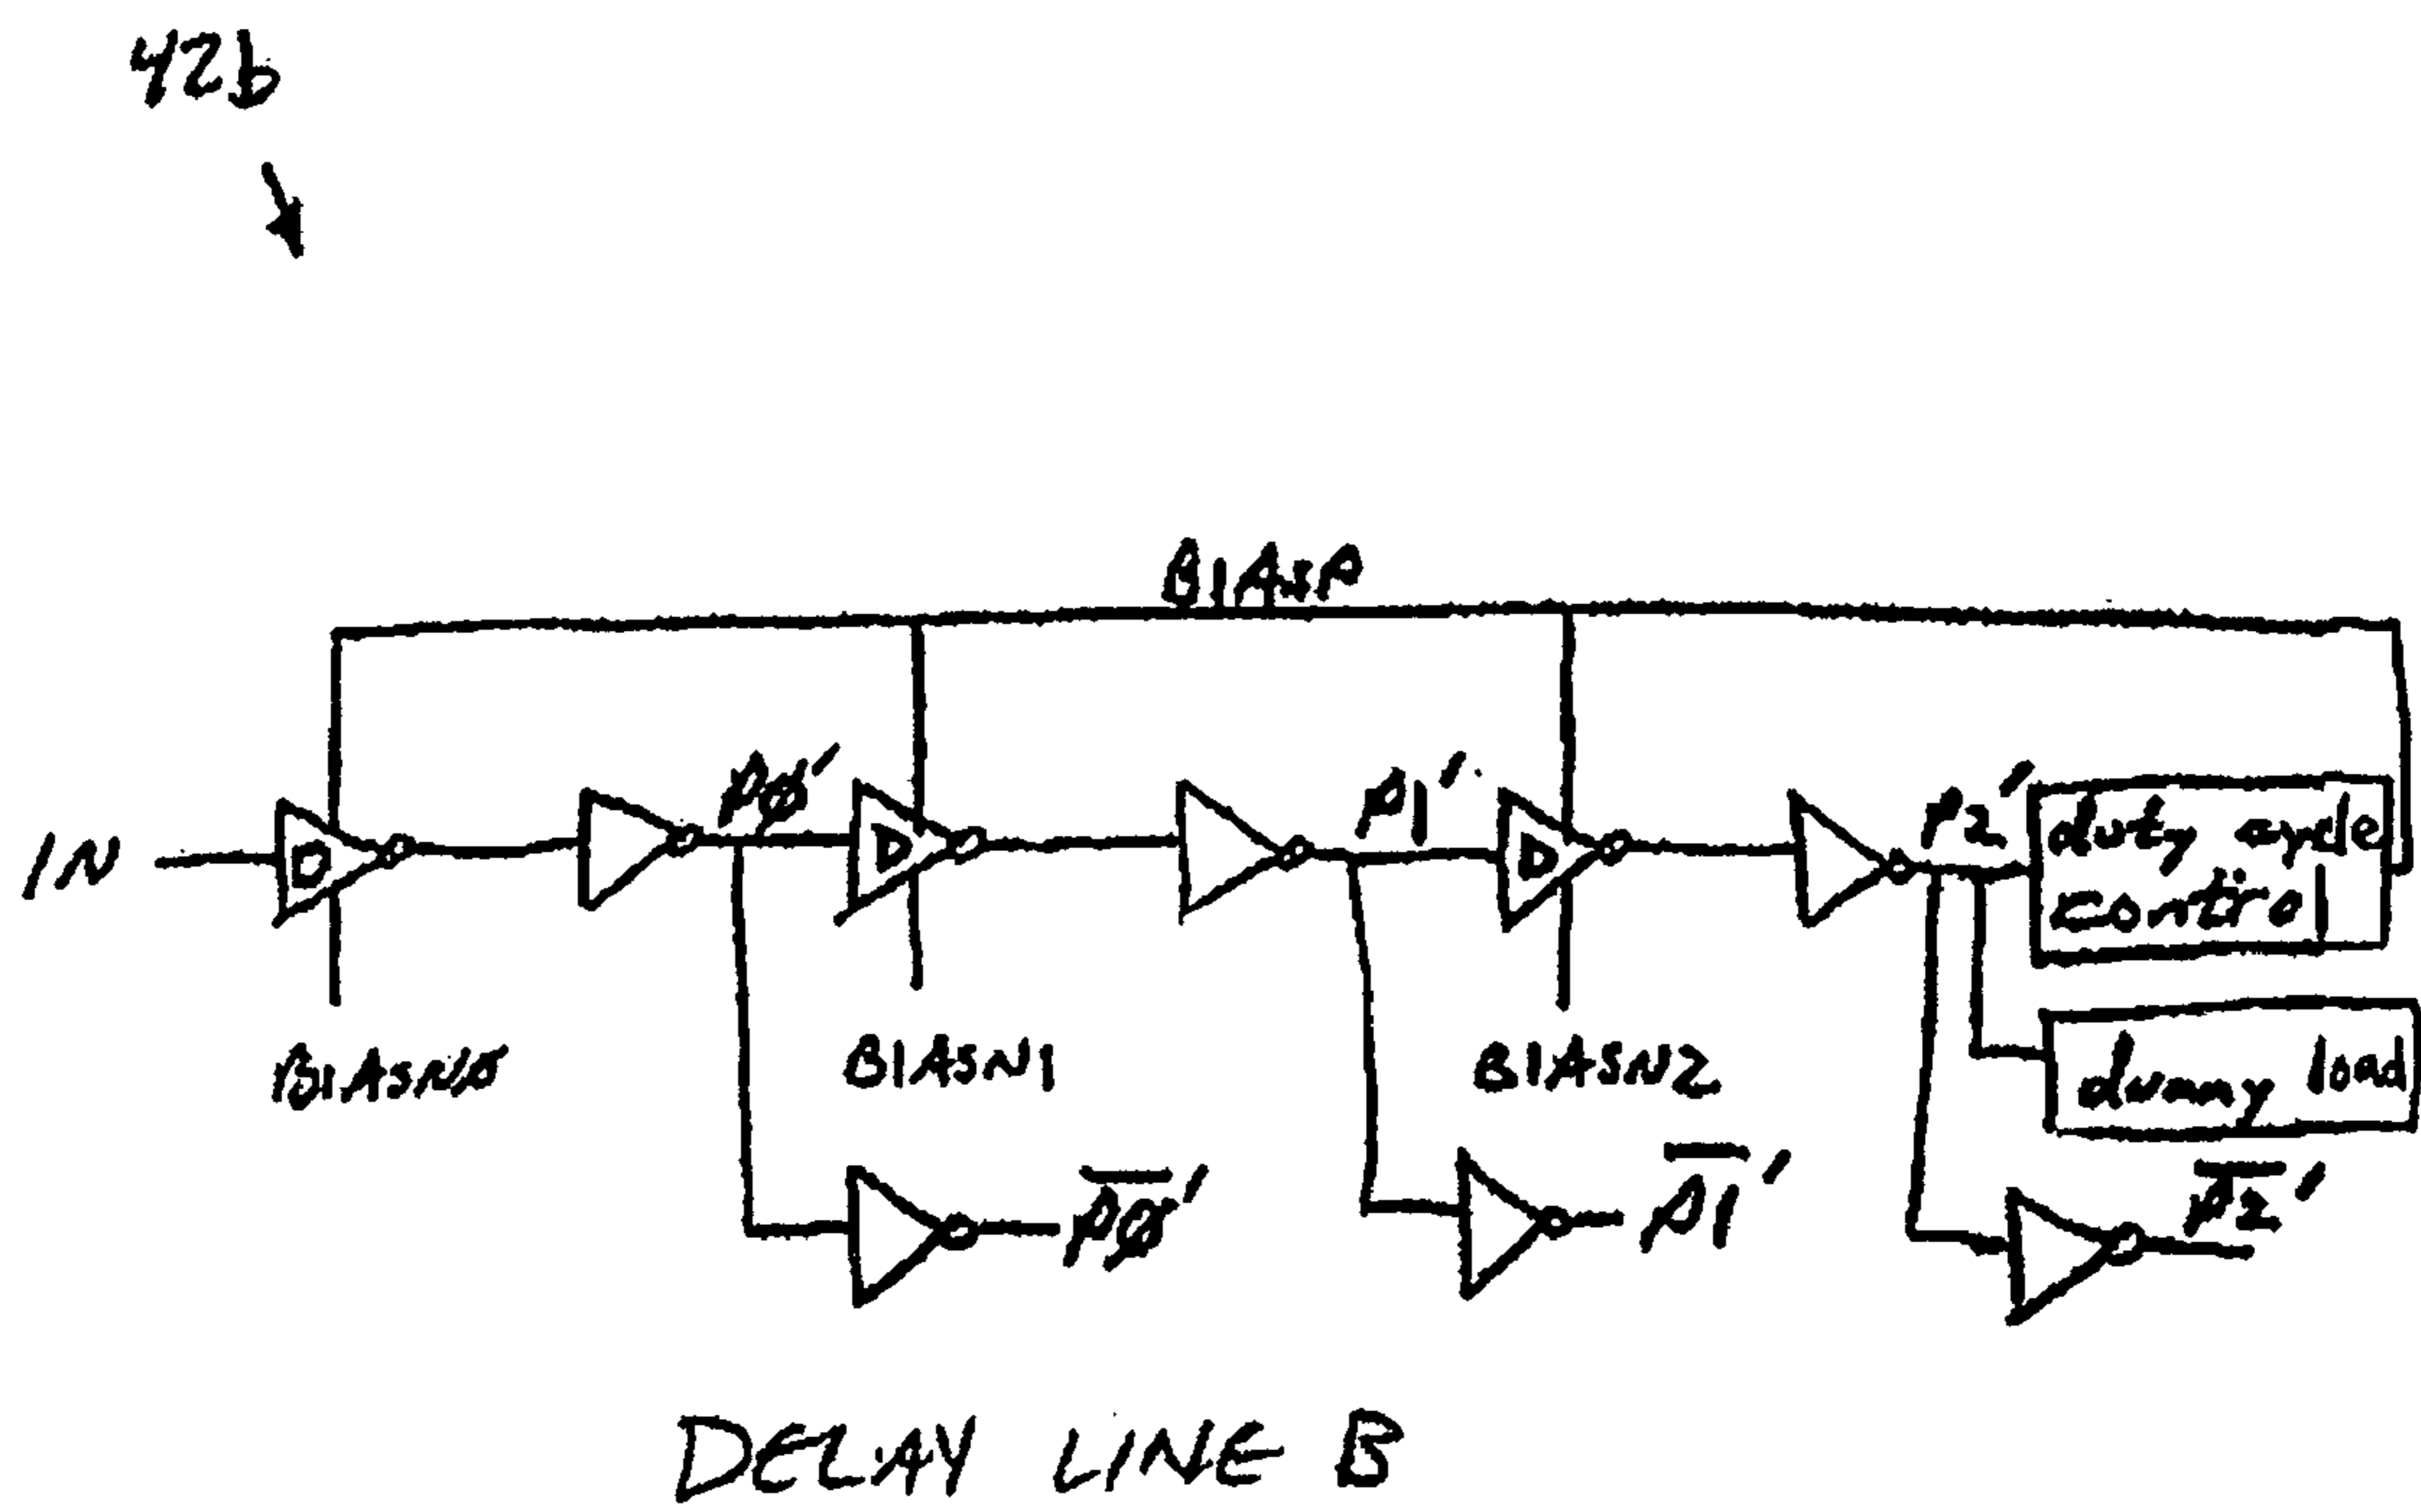 42b
BIASP
IN
D
PØ'
D
P1'
D
P2'
duty cycle
control
BIASNØ
BIASN1
BIASN2
dummy load
P̅Ø̅'
P̅1̅'
P̅2̅'
DELAY LINE B